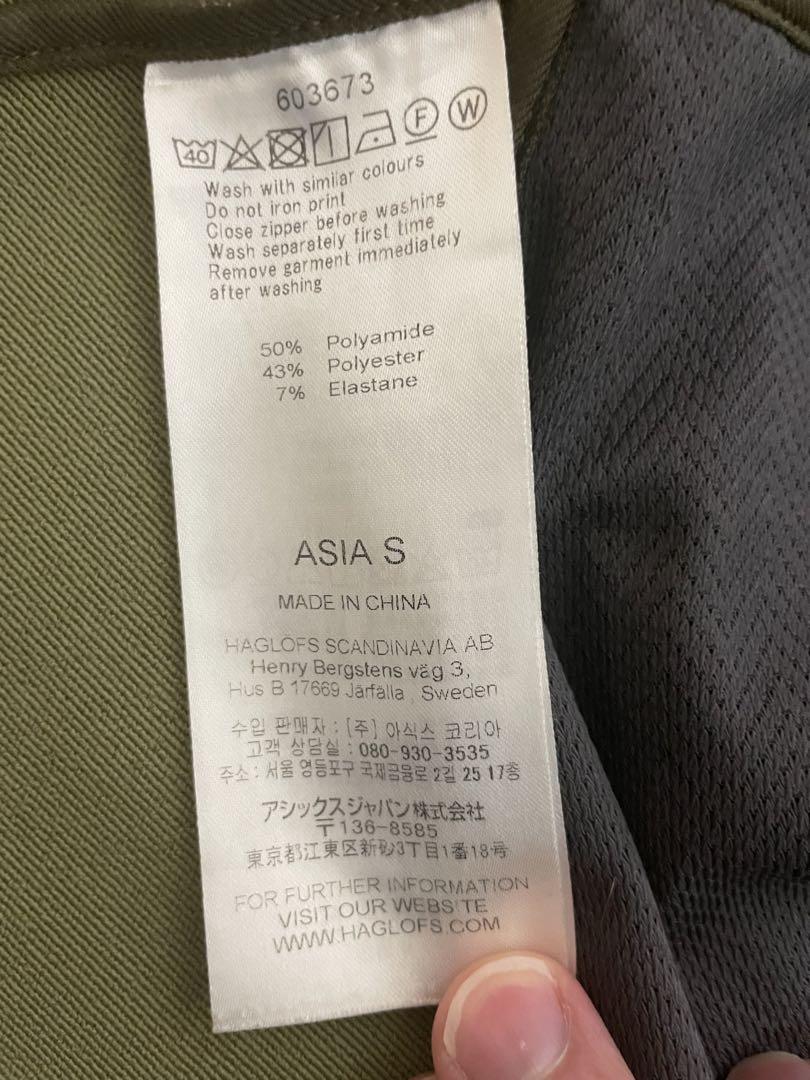 603673
40 F W
Wash with similar colours
Do not iron print
Close zipper before washing
Wash separately first time
Remove garment immediately
after washing
50% Polyamide
43% Polyester
7% Elastane
ASIA S
MADE IN CHINA
HAGLÖFS SCANDINAVIA AB
Henry Bergstens väg 3,
Hus B 17669 Järfälla, Sweden
수입 판매자 : [주] 아식스 코리아
고객 상담실 : 080-930-3535
주소 : 서울 영등포구 국제금융로 2길 25 17층
アシックスジャパン株式会社
〒136-8585
東京都江東区新砂3丁目1番18号
FOR FURTHER INFORMATION
VISIT OUR WEBSITE
WWW.HAGLOFS.COM